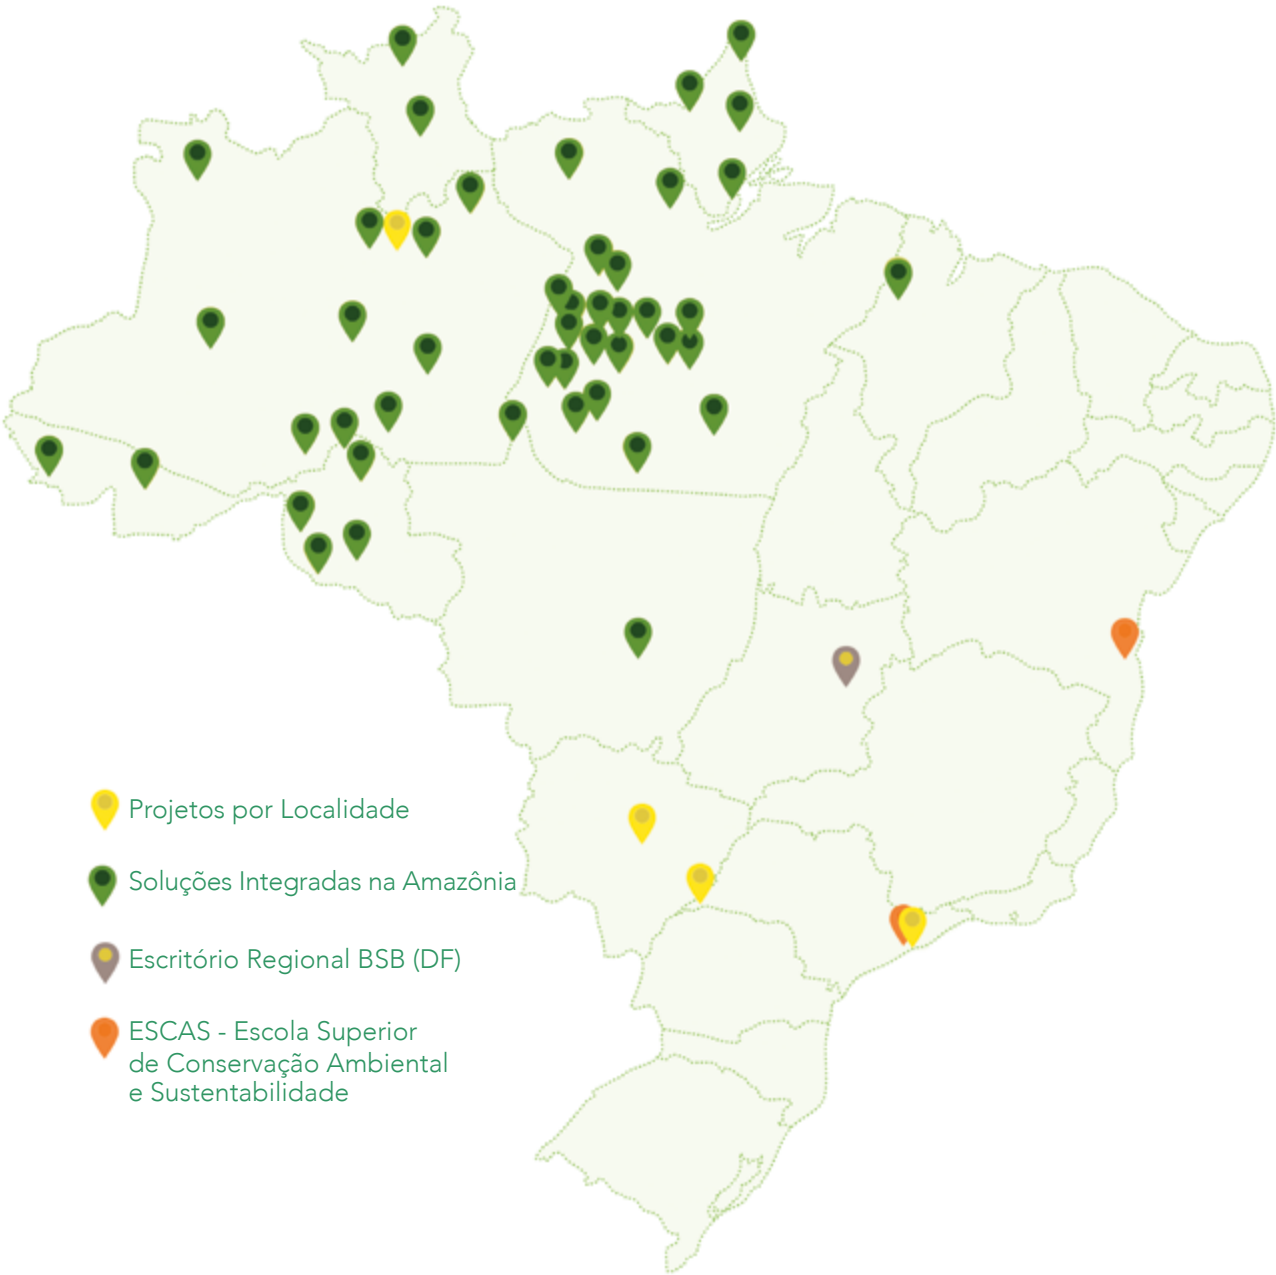 Projetos por Localidade
Soluções Integradas na Amazônia
Escritório Regional BSB (DF)
ESCAS - Escola Superior
de Conservação Ambiental
e Sustentabilidade